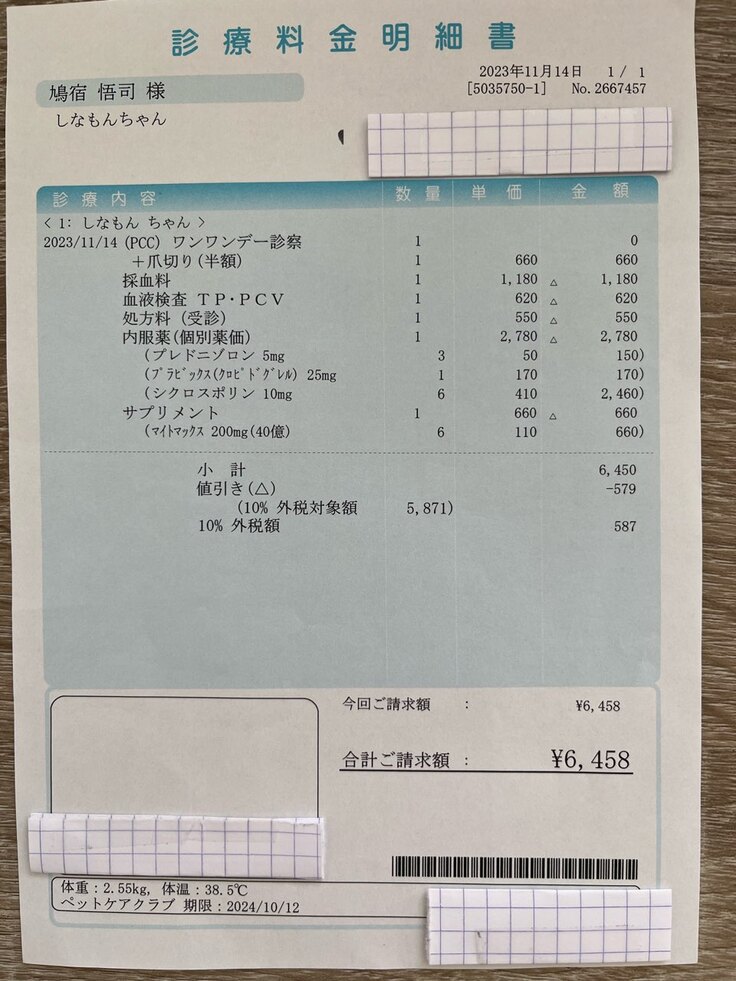 診療料金明細書
2023年11月14日 1 / 1
鳩宿 悟司 様
[5035750-1] No.2667457
しなもんちゃん
診療内容 数量 単価 金額
< 1: しなもん ちゃん >
2023/11/14 (PCC) ワンワンデー診察 1 0
+爪切り(半額) 1 660 660
採血料 1 1,180 △ 1,180
血液検査 TP・PCV 1 620 △ 620
処方料 (受診) 1 550 △ 550
内服薬(個別薬価) 1 2,780 △ 2,780
(プレドニゾロン 5mg 3 50 150)
(ﾌﾟﾗﾋﾞｯｸｽ(ｸﾛﾋﾟﾄﾞｸﾞﾚﾙ) 25mg 1 170 170)
(シクロスポリン 10mg 6 410 2,460)
サプリメント 1 660 △ 660
(ﾏｲﾄﾏｯｸｽ 200mg(40億) 6 110 660)
小 計 6,450
値引き(△) -579
(10% 外税対象額 5,871)
10% 外税額 587
今回ご請求額 : ¥6,458
合計ご請求額 : ¥6,458
体重：2.55kg, 体温：38.5℃
ペットケアクラブ 期限：2024/10/12